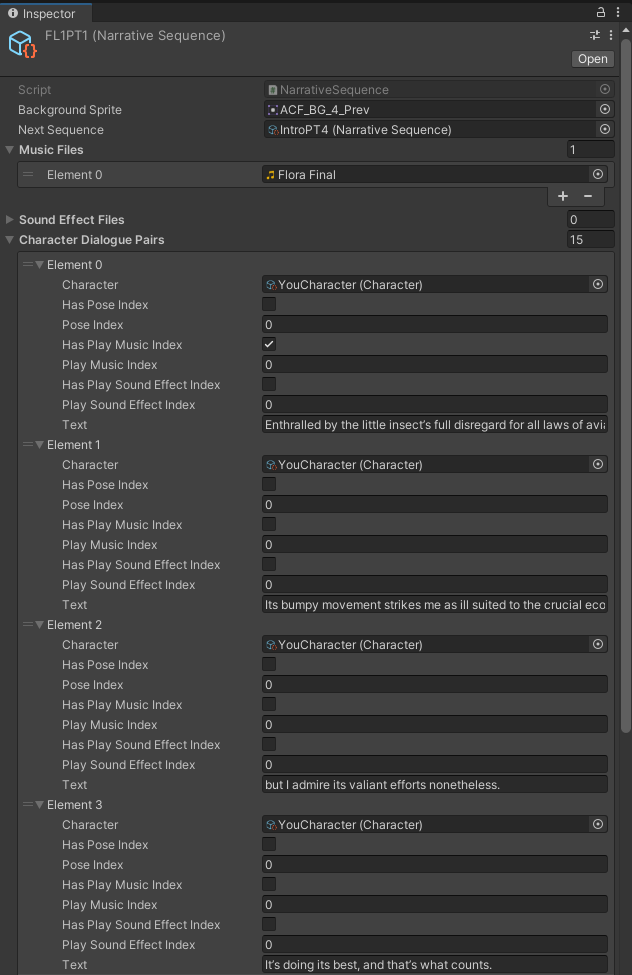 Inspector
FL1PT1 (Narrative Sequence)
Open
Script NarrativeSequence
Background Sprite ACF_BG_4_Prev
Next Sequence IntroPT4 (Narrative Sequence)
Music Files 1
Element 0 Flora Final
Sound Effect Files 0
Character Dialogue Pairs 15
Element 0
Character YouCharacter (Character)
Has Pose Index
Pose Index 0
Has Play Music Index
Play Music Index 0
Has Play Sound Effect Index
Play Sound Effect Index 0
Text Enthralled by the little insect’s full disregard for all laws of avia
Element 1
Character YouCharacter (Character)
Has Pose Index
Pose Index 0
Has Play Music Index
Play Music Index 0
Has Play Sound Effect Index
Play Sound Effect Index 0
Text Its bumpy movement strikes me as ill suited to the crucial eco
Element 2
Character YouCharacter (Character)
Has Pose Index
Pose Index 0
Has Play Music Index
Play Music Index 0
Has Play Sound Effect Index
Play Sound Effect Index 0
Text but I admire its valiant efforts nonetheless.
Element 3
Character YouCharacter (Character)
Has Pose Index
Pose Index 0
Has Play Music Index
Play Music Index 0
Has Play Sound Effect Index
Play Sound Effect Index 0
Text It’s doing its best, and that’s what counts.